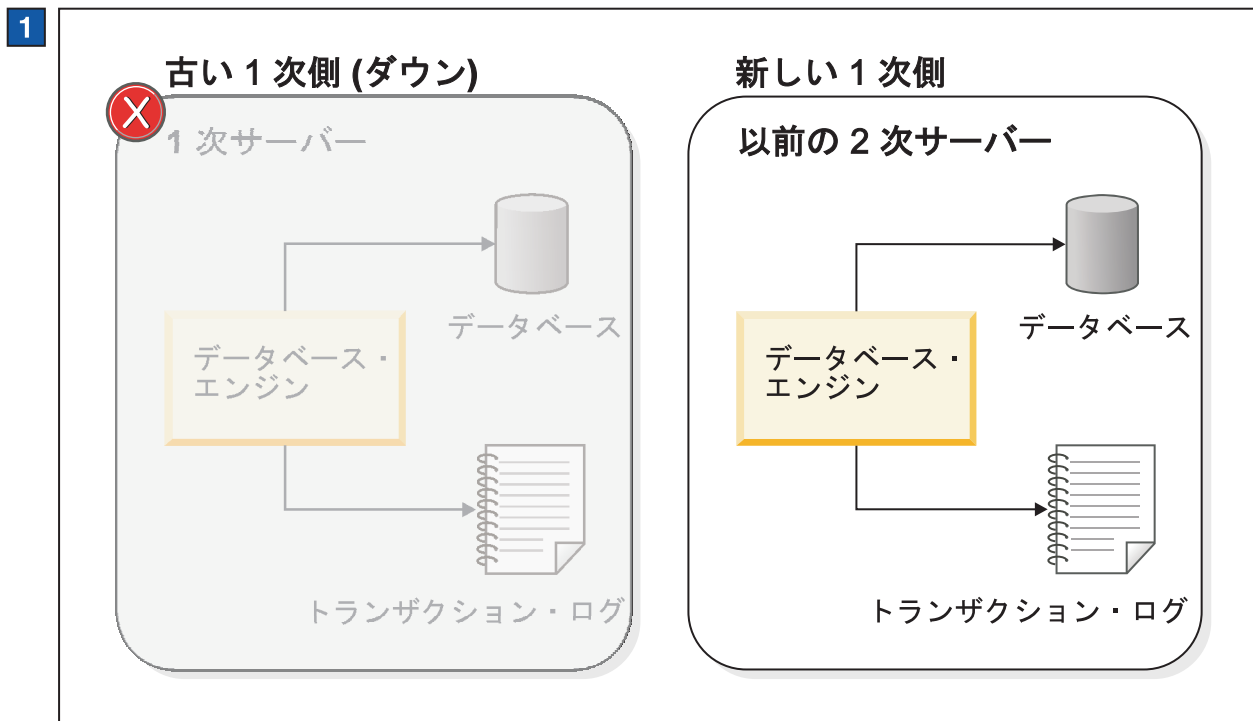 1
古い 1 次側 (ダウン)
1 次サーバー
データベース
データベース・
エンジン
トランザクション・ログ
新しい 1 次側
以前の 2 次サーバー
データベース
データベース・
エンジン
トランザクション・ログ